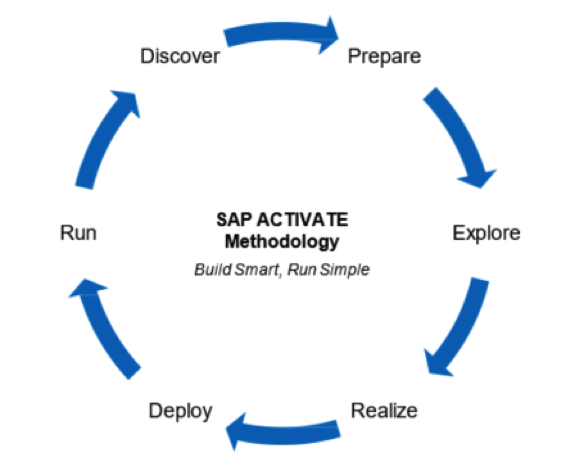 Discover
Prepare
Run
SAP ACTIVATE
Methodology
Build Smart, Run Simple
Explore
Deploy
Realize